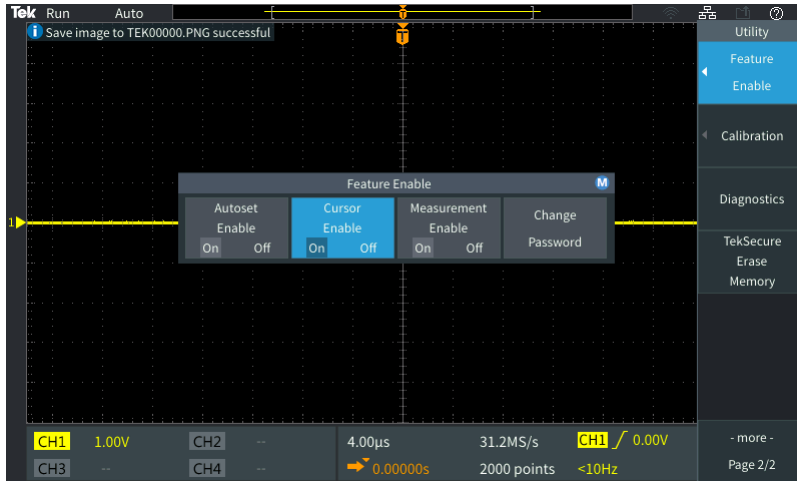 Tek Run Auto T ?
i Save image to TEK00000.PNG successful
T
Utility
Feature
Enable
Calibration
Diagnostics
TekSecure
Erase
Memory
- more -
Page 2/2
Feature Enable M
Autoset
Enable
On Off
Cursor
Enable
On Off
Measurement
Enable
On Off
Change
Password
1
CH1 1.00V CH2 -- 4.00µs 31.2MS/s CH1 0.00V
CH3 -- CH4 -- 0.00000s 2000 points <10Hz